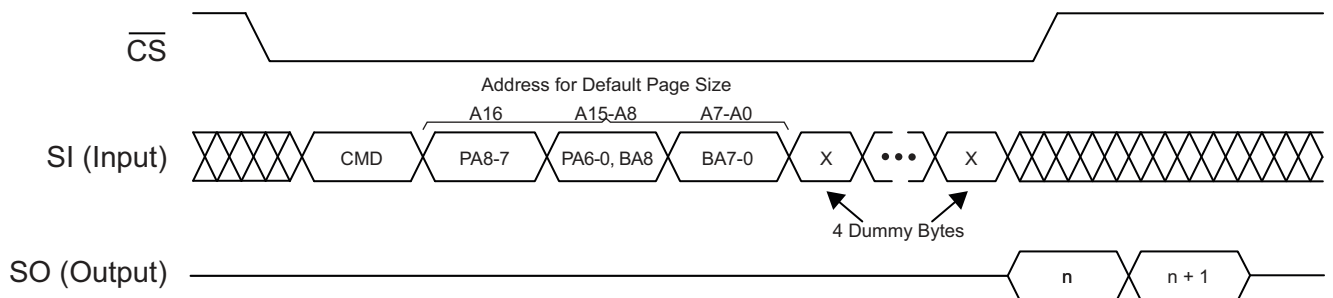 CS
Address for Default Page Size
A16 A15-A8 A7-A0
SI (Input) CMD PA8-7 PA6-0, BA8 BA7-0 X ••• X
4 Dummy Bytes
SO (Output) n n + 1